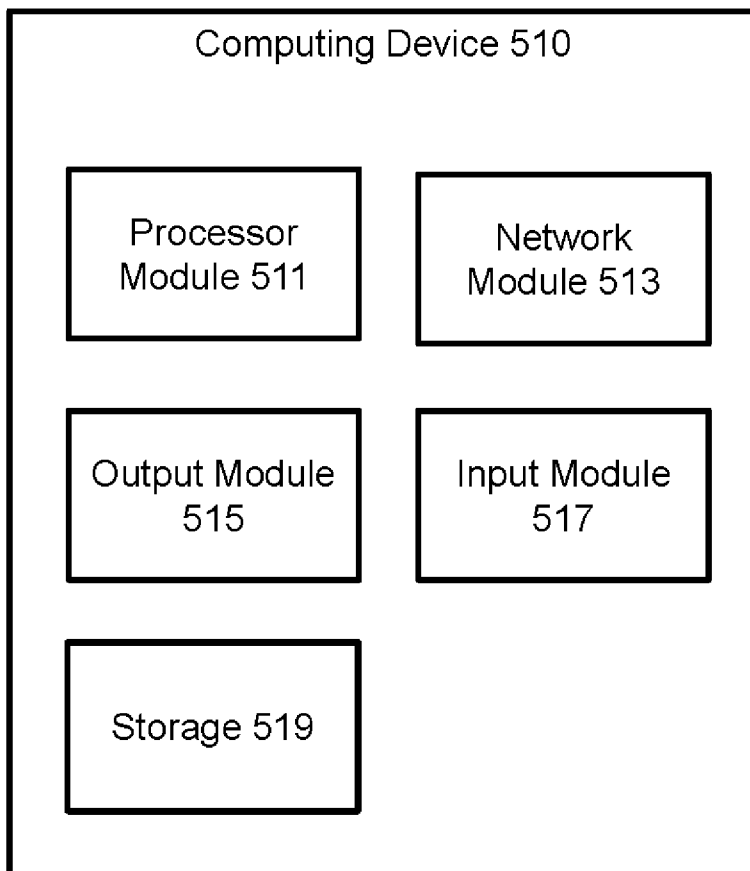 Computing Device 510
Processor
Module 511
Network
Module 513
Output Module
515
Input Module
517
Storage 519